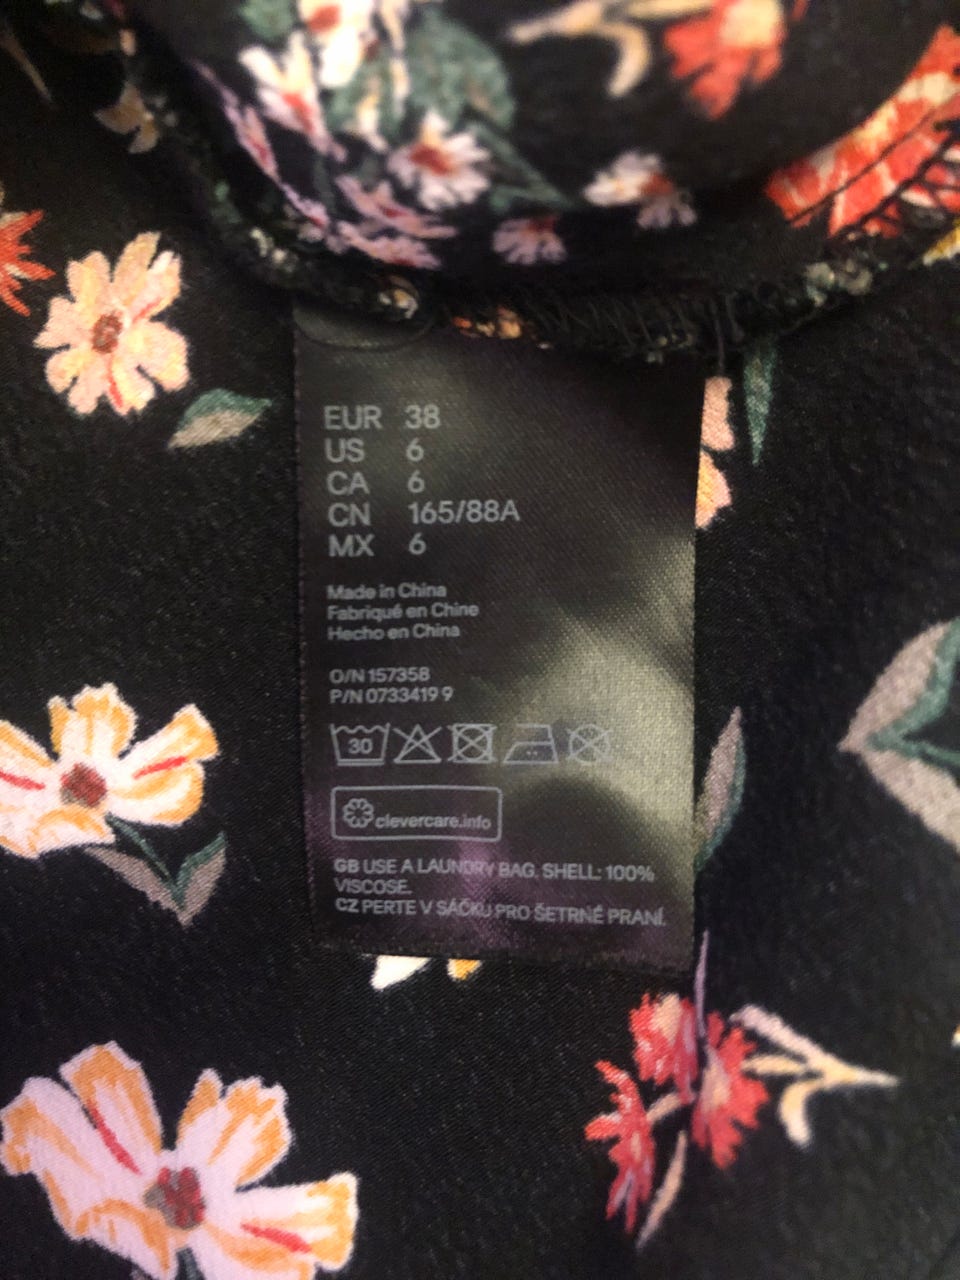 EUR 38
US 6
CA 6
CN 165/88A
MX 6
Made in China
Fabriqué en Chine
Hecho en China
O/N 157358
P/N 0733419 9
30
clevercare.info
GB USE A LAUNDRY BAG. SHELL: 100%
VISCOSE.
CZ PERTE V SÁČKU PRO ŠETRNÉ PRANÍ.